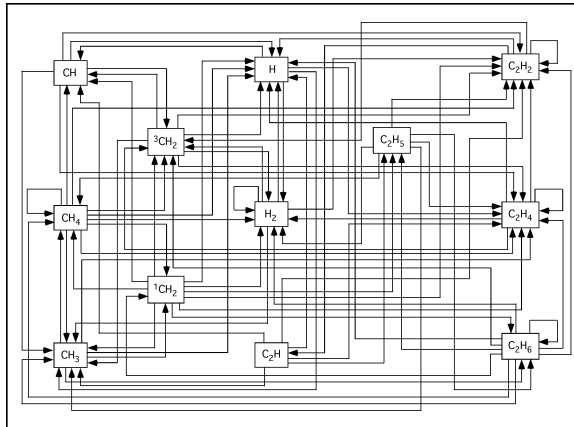 CH
H
C₂H₂
³CH₂
C₂H₅
CH₄
H₂
C₂H₄
¹CH₂
CH₃
C₂H
C₂H₆